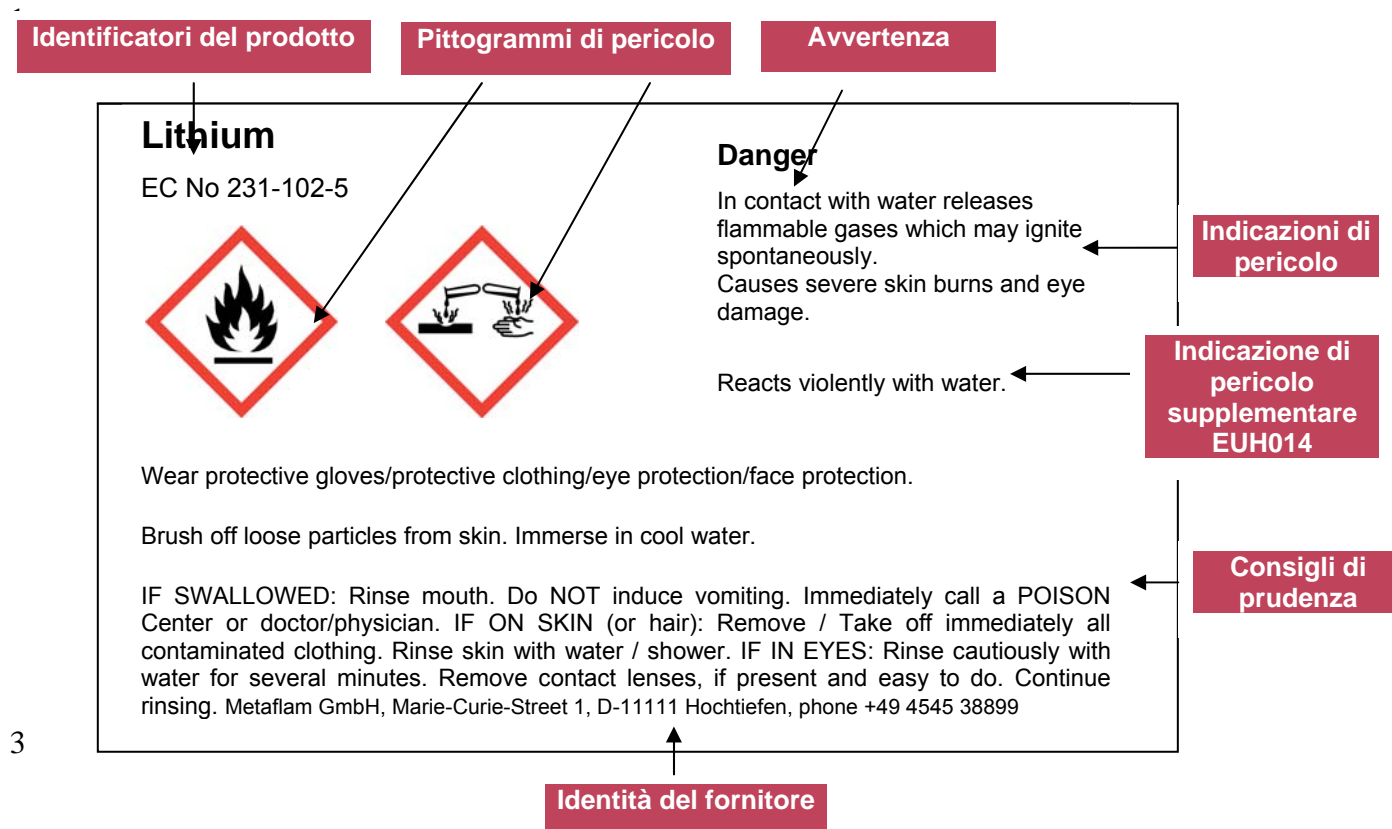 Identificatori del prodotto
Pittogrammi di pericolo
Avvertenza
Lithium
EC No 231-102-5
Danger
In contact with water releases
flammable gases which may ignite
spontaneously.
Causes severe skin burns and eye
damage.
Reacts violently with water.
Indicazioni di
pericolo
Indicazione di
pericolo
supplementare
EUH014
Wear protective gloves/protective clothing/eye protection/face protection.
Brush off loose particles from skin. Immerse in cool water.
IF SWALLOWED: Rinse mouth. Do NOT induce vomiting. Immediately call a POISON
Center or doctor/physician. IF ON SKIN (or hair): Remove / Take off immediately all
contaminated clothing. Rinse skin with water / shower. IF IN EYES: Rinse cautiously with
water for several minutes. Remove contact lenses, if present and easy to do. Continue
rinsing. Metaflam GmbH, Marie-Curie-Street 1, D-11111 Hochtiefen, phone +49 4545 38899
Consigli di
prudenza
3
Identità del fornitore